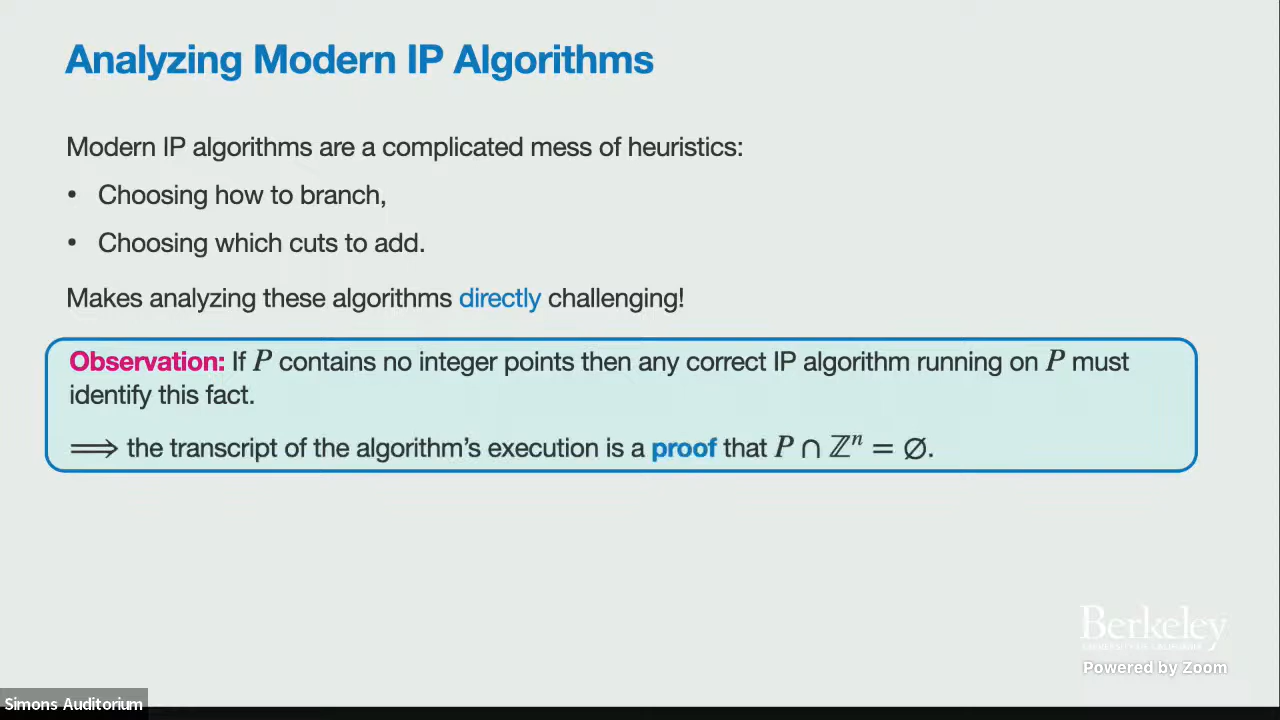 Analyzing Modern IP Algorithms
Modern IP algorithms are a complicated mess of heuristics:
• Choosing how to branch,
• Choosing which cuts to add.
Makes analyzing these algorithms directly challenging!
Observation: If P contains no integer points then any correct IP algorithm running on P must
identify this fact.
⟹ the transcript of the algorithm's execution is a proof that P ∩ ℤⁿ = ∅.
Berkeley
UNIVERSITY OF CALIFORNIA
Powered by Zoom
Simons Auditorium